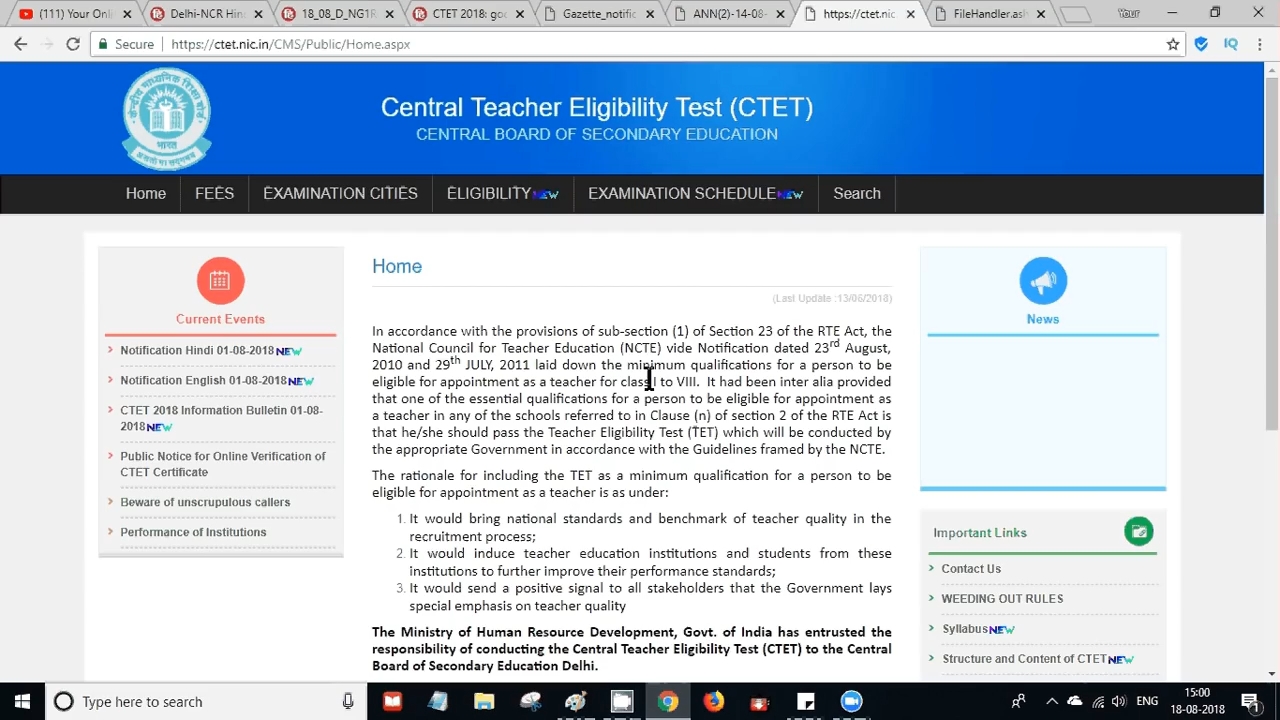 (111) Your Onlin
Delhi-NCR Hin
18_08_D_NG1R
CTET 2018: go
Gazette_notific
ANN(2)-14-08-
https://ctet.nic.
FileHandler.ash
Your
Secure
https://ctet.nic.in/CMS/Public/Home.aspx
Central Teacher Eligibility Test (CTET)
CENTRAL BOARD OF SECONDARY EDUCATION
भारत
Home
FEES
EXAMINATION CITIES
ELIGIBILITY NEW
EXAMINATION SCHEDULE NEW
Search
Current Events
Notification Hindi 01-08-2018 NEW
Notification English 01-08-2018 NEW
CTET 2018 Information Bulletin 01-08-
2018 NEW
Public Notice for Online Verification of
CTET Certificate
Beware of unscrupulous callers
Performance of Institutions
Home
(Last Update :13/06/2018)
In accordance with the provisions of sub-section (1) of Section 23 of the RTE Act, the
National Council for Teacher Education (NCTE) vide Notification dated 23rd August,
2010 and 29th JULY, 2011 laid down the minimum qualifications for a person to be
eligible for appointment as a teacher for class I to VIII. It had been inter alia provided
that one of the essential qualifications for a person to be eligible for appointment as
a teacher in any of the schools referred to in Clause (n) of section 2 of the RTE Act is
that he/she should pass the Teacher Eligibility Test (TET) which will be conducted by
the appropriate Government in accordance with the Guidelines framed by the NCTE.
The rationale for including the TET as a minimum qualification for a person to be
eligible for appointment as a teacher is as under:
1. It would bring national standards and benchmark of teacher quality in the
recruitment process;
2. It would induce teacher education institutions and students from these
institutions to further improve their performance standards;
3. It would send a positive signal to all stakeholders that the Government lays
special emphasis on teacher quality
The Ministry of Human Resource Development, Govt. of India has entrusted the
responsibility of conducting the Central Teacher Eligibility Test (CTET) to the Central
Board of Secondary Education Delhi.
News
Important Links
Contact Us
WEEDING OUT RULES
Syllabus NEW
Structure and Content of CTET NEW
Type here to search
ENG
15:00
18-08-2018